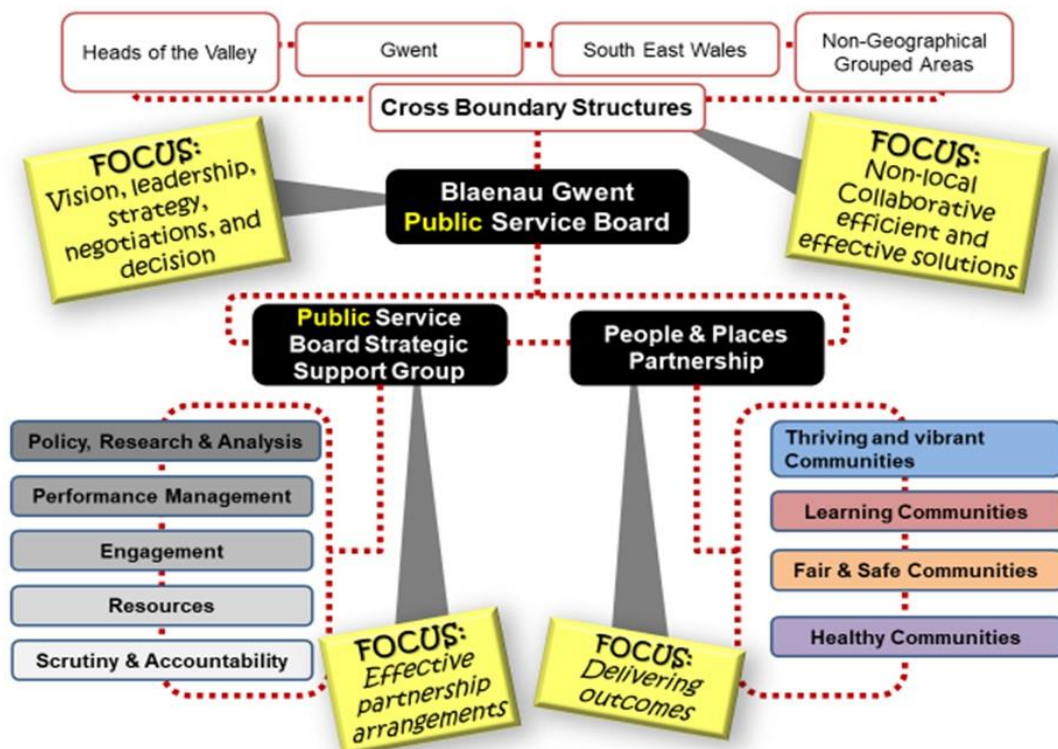 Heads of the Valley
Gwent
South East Wales
Non-Geographical
Grouped Areas
Cross Boundary Structures
FOCUS:
Vision, leadership,
strategy,
negotiations, and
decision
Blaenau Gwent
Public Service Board
FOCUS:
Non-local
Collaborative
efficient and
effective solutions
Public Service
Board Strategic
Support Group
People & Places
Partnership
Policy, Research & Analysis
Performance Management
Engagement
Resources
Scrutiny & Accountability
Thriving and vibrant
Communities
Learning Communities
Fair & Safe Communities
Healthy Communities
FOCUS:
Effective
partnership
arrangements
FOCUS:
Delivering
outcomes